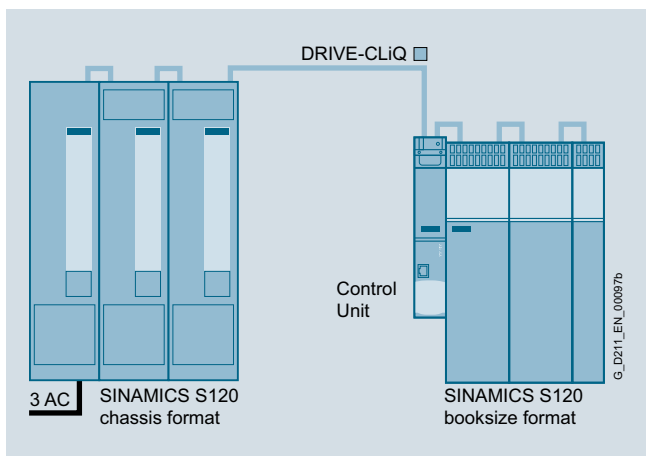 DRIVE-CLiQ
Control
Unit
G_D211_EN_00097b
3 AC
SINAMICS S120
chassis format
SINAMICS S120
booksize format